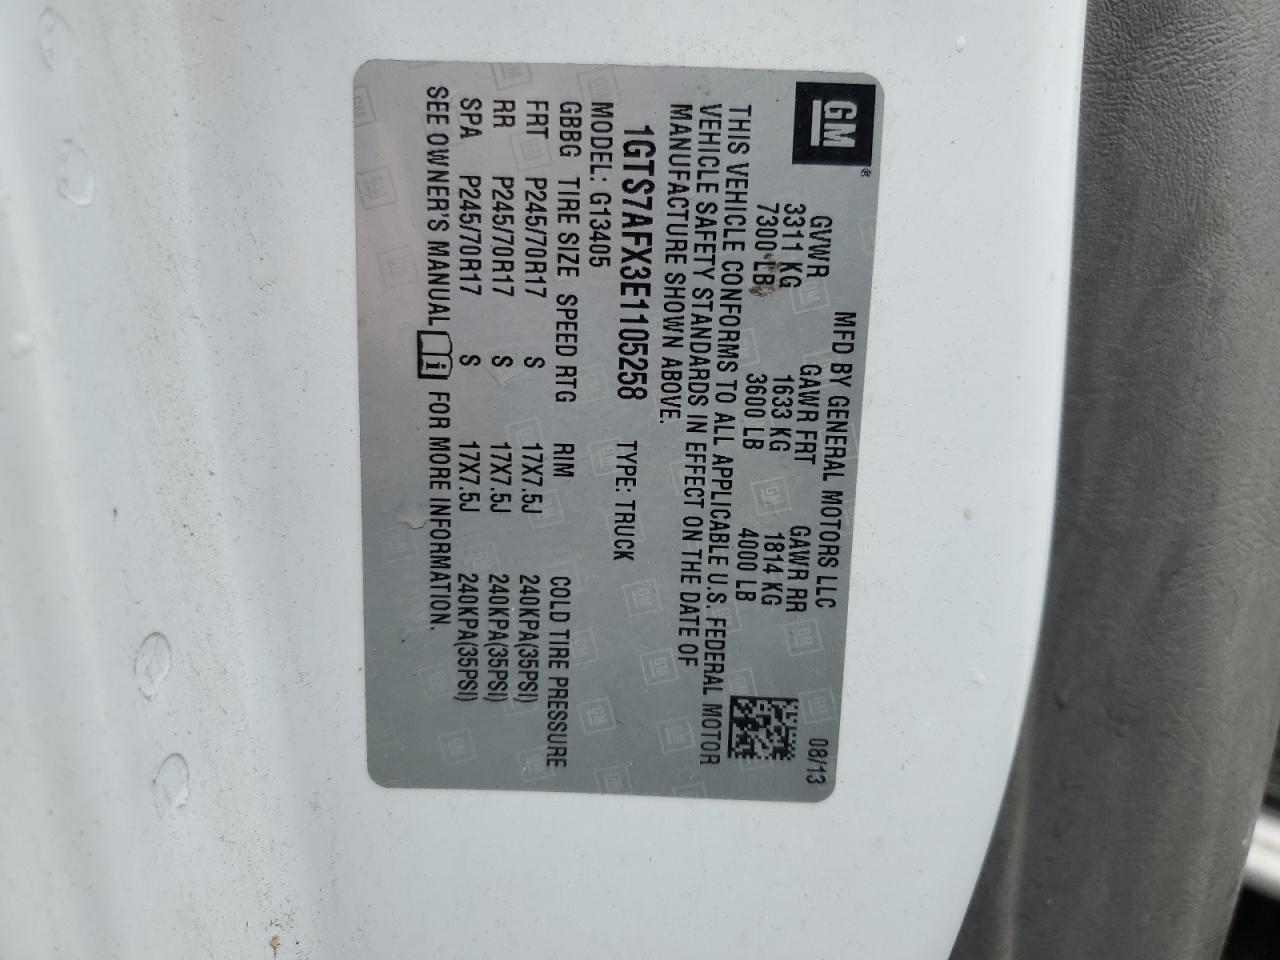 GM®
MFD BY GENERAL MOTORS LLC 08/13
GVWR GAWR FRT GAWR RR
3311 KG 1633 KG 1814 KG
7300 LB 3600 LB 4000 LB
THIS VEHICLE CONFORMS TO ALL APPLICABLE U.S. FEDERAL MOTOR
VEHICLE SAFETY STANDARDS IN EFFECT ON THE DATE OF
MANUFACTURE SHOWN ABOVE.
1GTS7AFX3E1105258 TYPE: TRUCK
MODEL: G13405
GBBG TIRE SIZE SPEED RTG RIM COLD TIRE PRESSURE
FRT P245/70R17 S 17X7.5J 240KPA(35PSI)
RR P245/70R17 S 17X7.5J 240KPA(35PSI)
SPA P245/70R17 S 17X7.5J 240KPA(35PSI)
SEE OWNER'S MANUAL i FOR MORE INFORMATION.